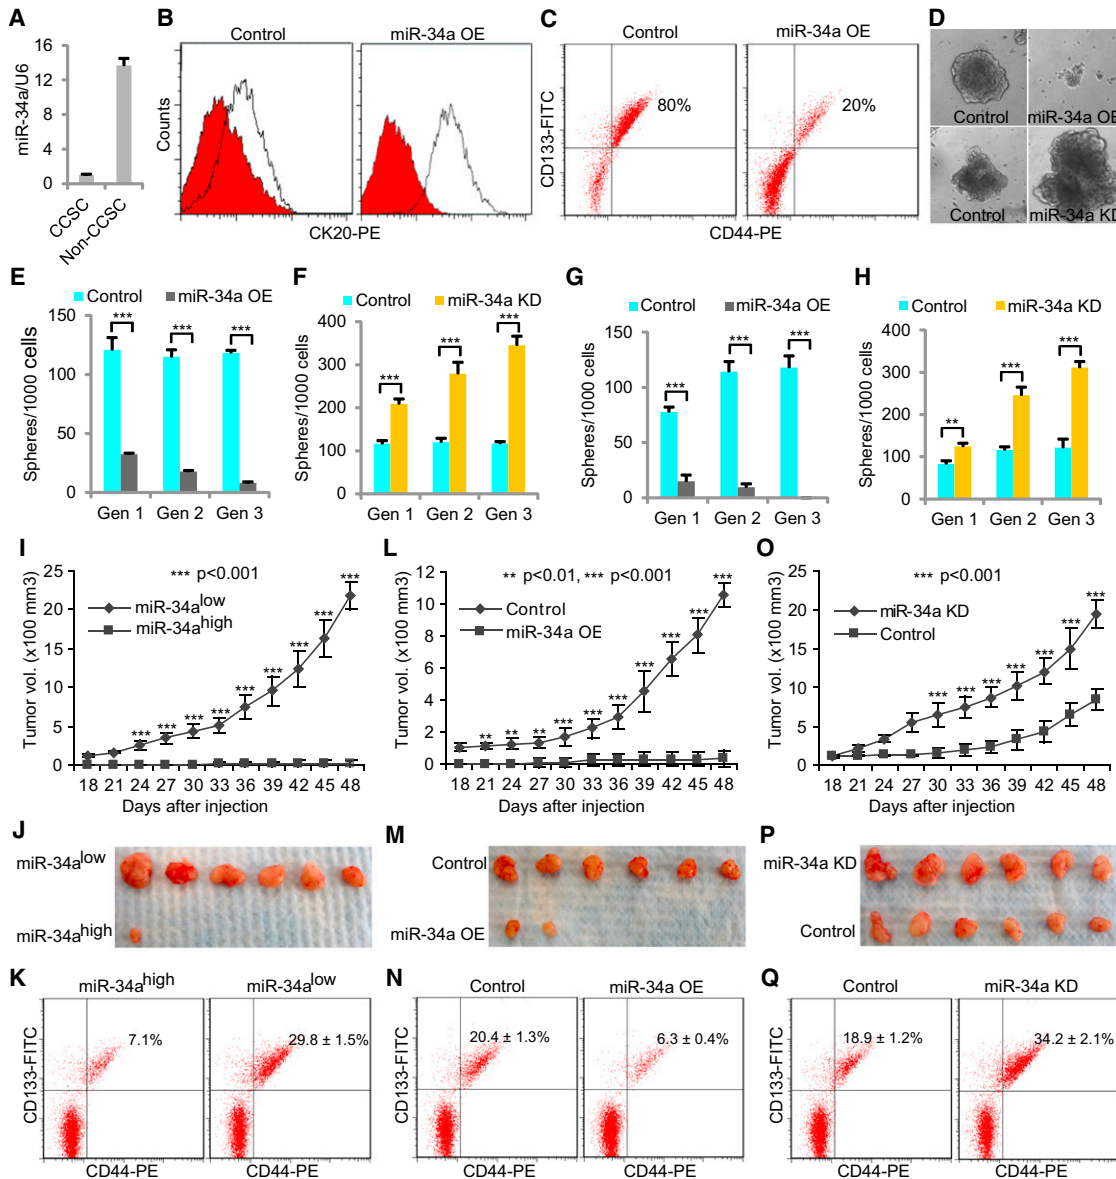 A
miR-34a/U6
16
12
8
4
0
CCSC
Non-CCSC
B
Control
miR-34a OE
Counts
CK20-PE
C
Control
miR-34a OE
80%
20%
CD133-FITC
CD44-PE
D
Control
miR-34a OE
Control
miR-34a KD
E
Control
miR-34a OE
Spheres/1000 cells
150
100
50
0
***
***
***
Gen 1
Gen 2
Gen 3
F
Control
miR-34a KD
Spheres/1000 cells
400
300
200
100
0
***
***
***
Gen 1
Gen 2
Gen 3
G
Control
miR-34a OE
Spheres/1000 cells
150
100
50
0
***
***
***
Gen 1
Gen 2
Gen 3
H
Control
miR-34a KD
Spheres/1000 cells
400
300
200
100
0
**
***
***
Gen 1
Gen 2
Gen 3
I
*** p<0.001
miR-34a low
miR-34a high
Tumor vol. (x100 mm3)
25
20
15
10
5
0
*** *** *** *** *** *** *** *** ***
18 21 24 27 30 33 36 39 42 45 48
Days after injection
L
** p<0.01, *** p<0.001
Control
miR-34a OE
Tumor vol. (x100 mm3)
12
10
8
6
4
2
0
** ** ** *** *** *** *** *** *** ***
18 21 24 27 30 33 36 39 42 45 48
Days after injection
O
*** p<0.001
miR-34a KD
Control
Tumor vol. (x100 mm3)
25
20
15
10
5
0
*** *** *** *** *** *** ***
18 21 24 27 30 33 36 39 42 45 48
Days after injection
J
miR-34a low
miR-34a high
M
Control
miR-34a OE
P
miR-34a KD
Control
K
miR-34a high
miR-34a low
7.1%
29.8 ± 1.5%
CD133-FITC
CD44-PE
N
Control
miR-34a OE
20.4 ± 1.3%
6.3 ± 0.4%
CD133-FITC
CD44-PE
Q
Control
miR-34a KD
18.9 ± 1.2%
34.2 ± 2.1%
CD133-FITC
CD44-PE